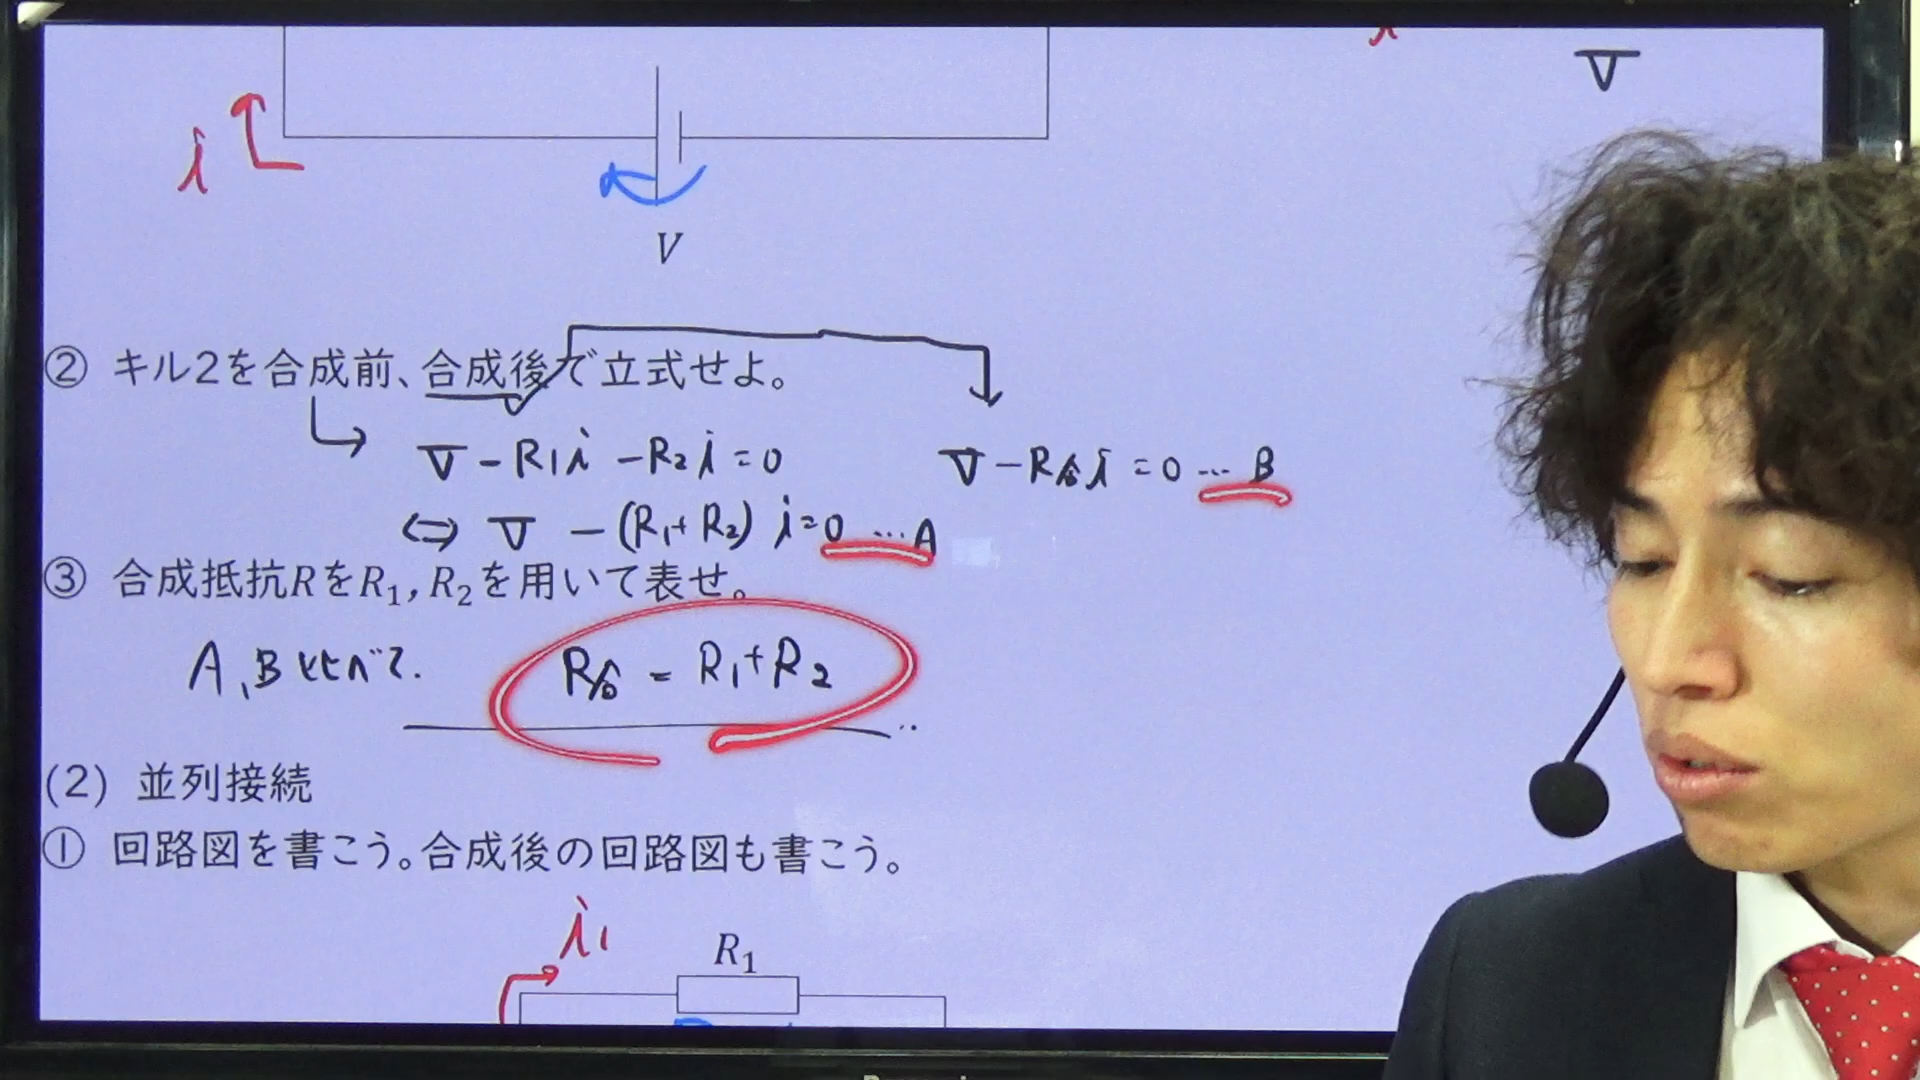 V
i
V
② キル2を合成前、合成後で立式せよ。
V - R1i - R2i = 0
V - R合i = 0 … B
⇔ V - (R1+R2) i = 0 … A
③ 合成抵抗RをR1, R2を用いて表せ。
A, B くらべて.
R合 = R1+R2
(2) 並列接続
① 回路図を書こう。合成後の回路図も書こう。
i1
R1